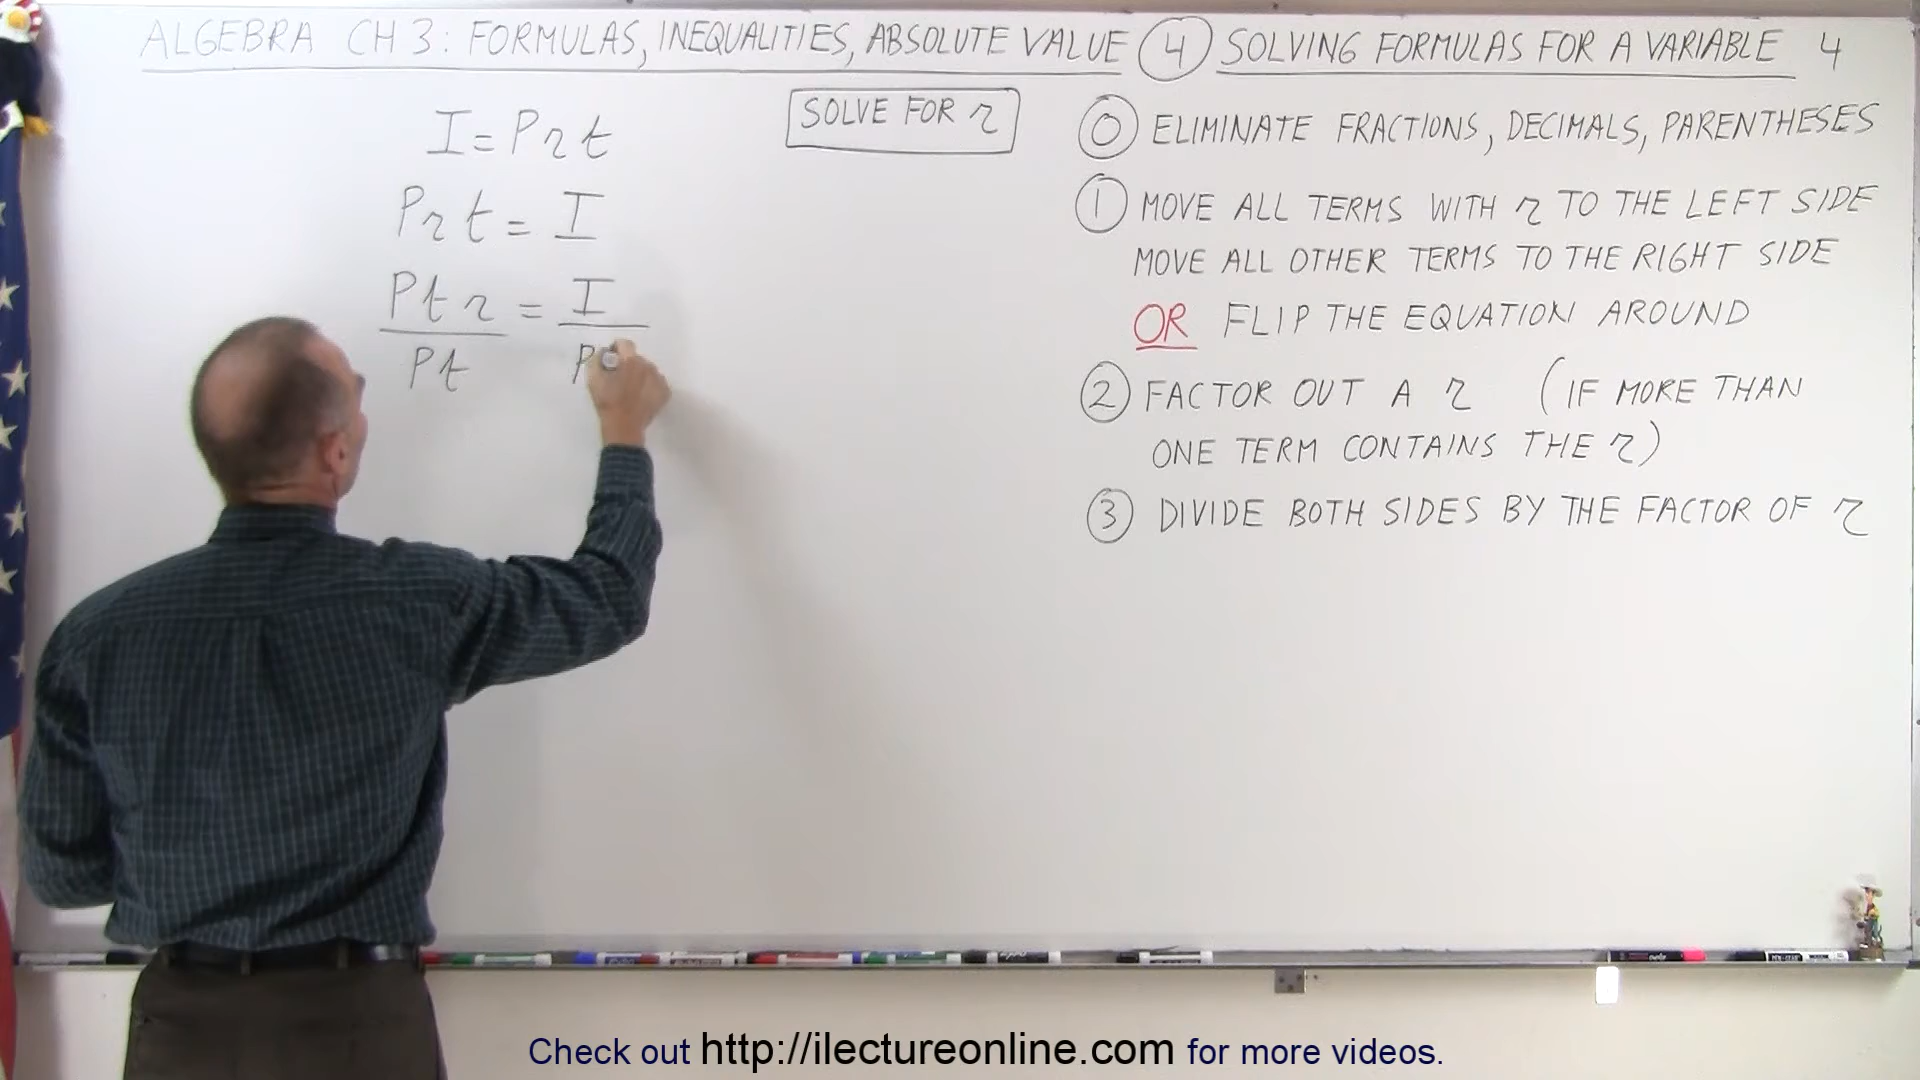 ALGEBRA CH 3: FORMULAS, INEQUALITIES, ABSOLUTE VALUE (4) SOLVING FORMULAS FOR A VARIABLE 4
I = Prt
SOLVE FOR r
Prt = I
Ptr = I
Pt P
(0) ELIMINATE FRACTIONS, DECIMALS, PARENTHESES
(1) MOVE ALL TERMS WITH r TO THE LEFT SIDE
MOVE ALL OTHER TERMS TO THE RIGHT SIDE
OR FLIP THE EQUATION AROUND
(2) FACTOR OUT A r (IF MORE THAN
ONE TERM CONTAINS THE r)
(3) DIVIDE BOTH SIDES BY THE FACTOR OF r
Check out http://ilectureonline.com for more videos.